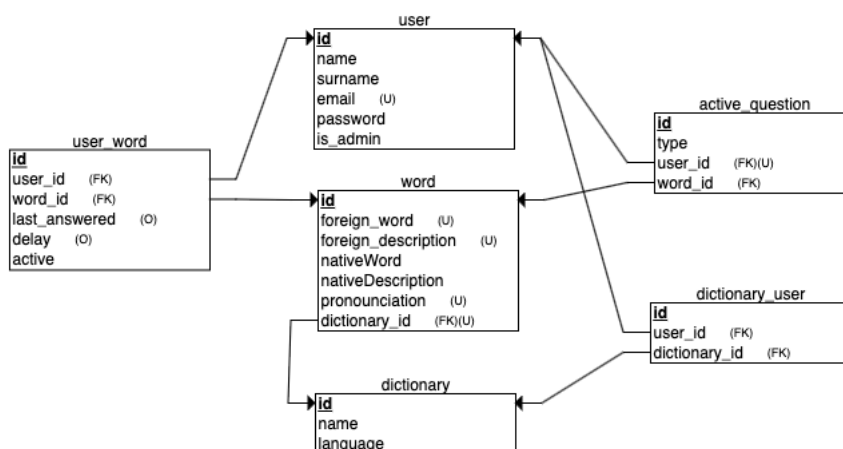 user
id
name
surname
email (U)
password
is_admin
user_word
id
user_id (FK)
word_id (FK)
last_answered (O)
delay (O)
active
word
id
foreign_word (U)
foreign_description (U)
nativeWord
nativeDescription
pronounciation (U)
dictionary_id (FK)(U)
active_question
id
type
user_id (FK)(U)
word_id (FK)
dictionary_user
id
user_id (FK)
dictionary_id (FK)
dictionary
id
name
language